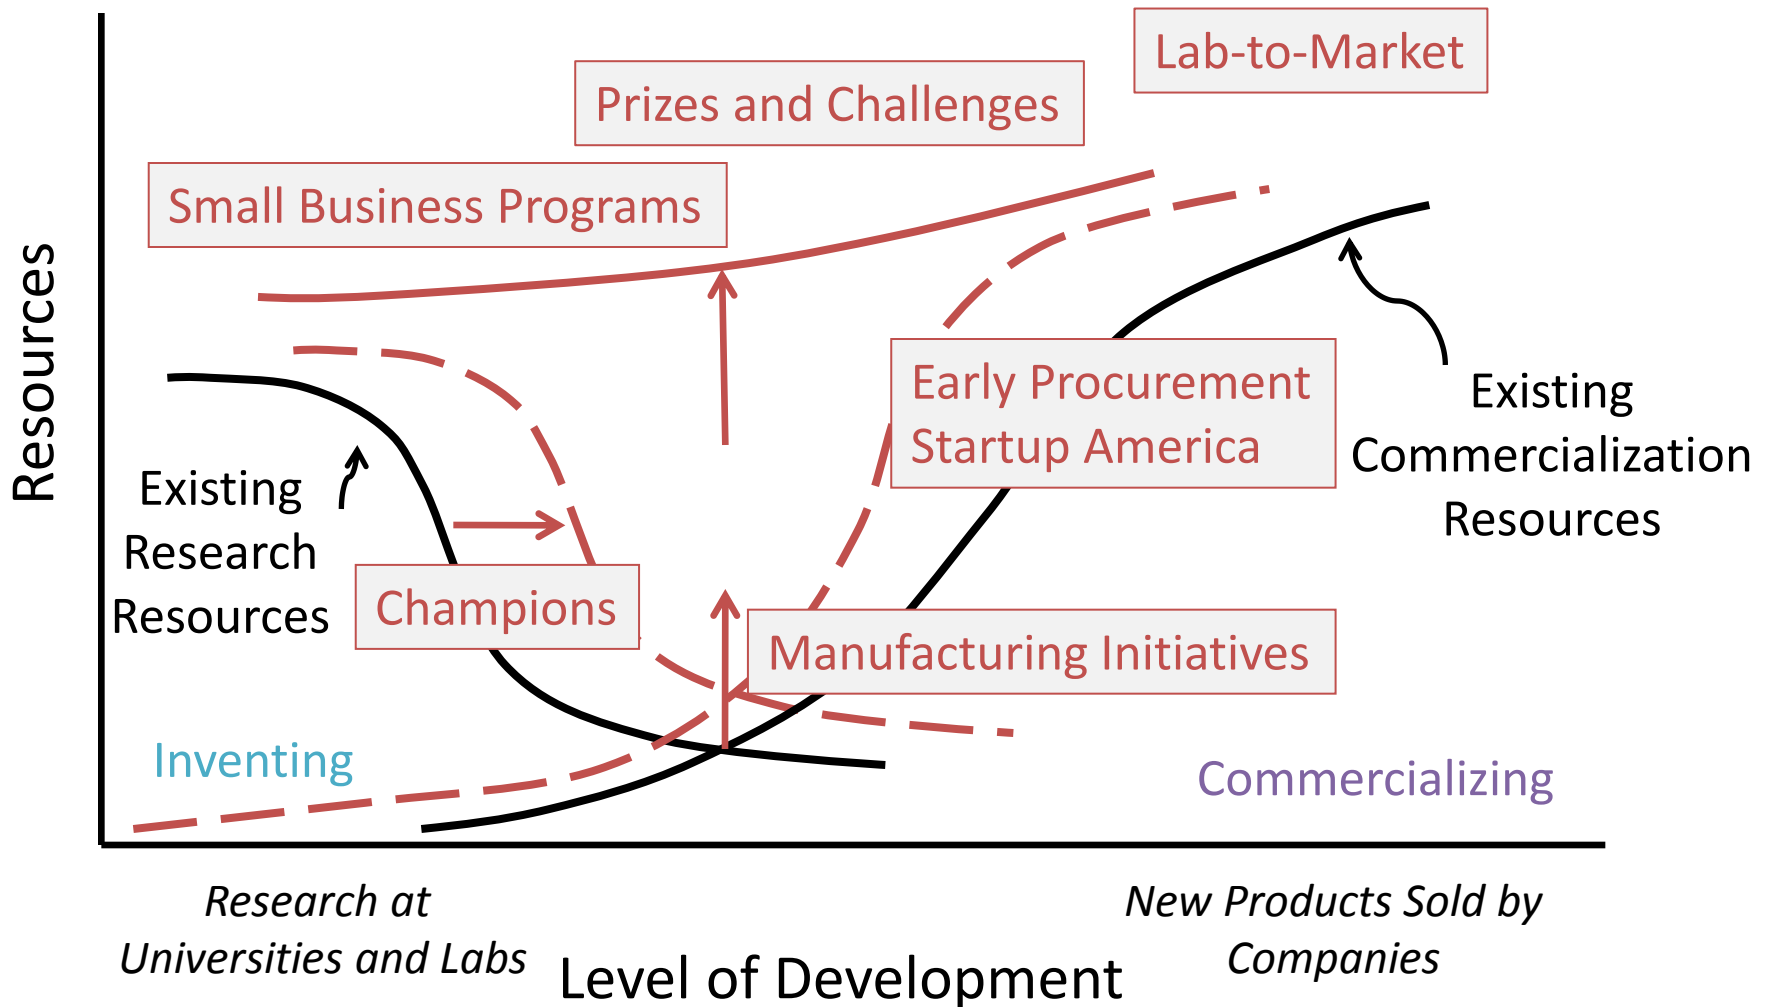 Lab-to-Market
Prizes and Challenges
Small Business Programs
Resources
Early Procurement
Startup America
Existing
Commercialization
Resources
Existing
Research
Resources
Champions
Manufacturing Initiatives
Inventing
Commercializing
Research at
Universities and Labs
Level of Development
New Products Sold by
Companies